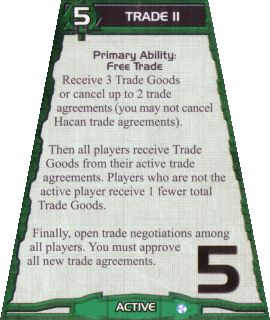 5 TRADE II
Primary Ability:
Free Trade
Receive 3 Trade Goods
or cancel up to 2 trade
agreements (you may not cancel
Hacan trade agreements).
Then all players receive Trade
Goods from their active trade
agreements. Players who are not the
active player receive 1 fewer total
Trade Goods.
Finally, open trade negotiations among
all players. You must approve
all new trade agreements.
5
ACTIVE